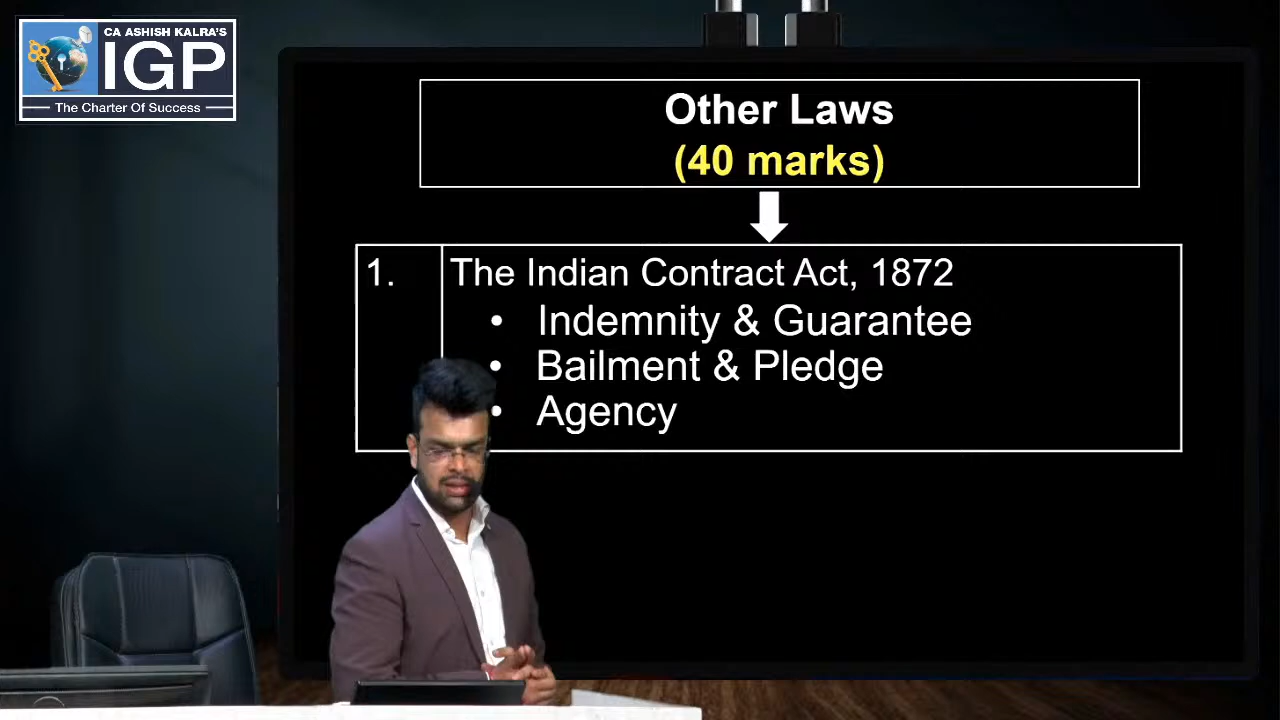 CA ASHISH KALRA'S
IGP
The Charter Of Success
Other Laws
(40 marks)
1. The Indian Contract Act, 1872
• Indemnity & Guarantee
• Bailment & Pledge
• Agency